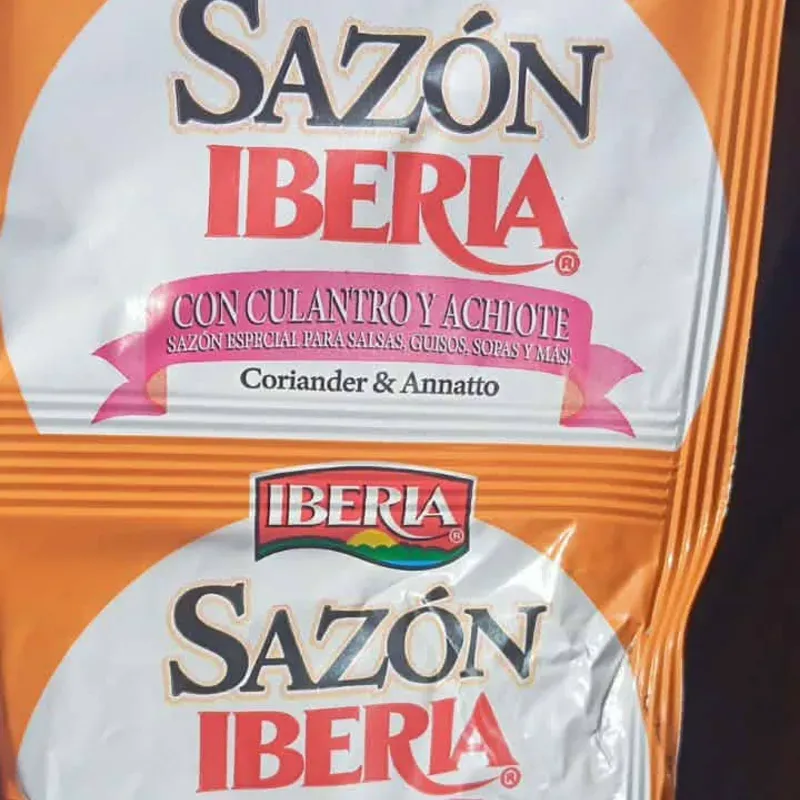 SAZÓN
IBERIA®
CON CULANTRO Y ACHIOTE
SAZÓN ESPECIAL PARA SALSAS, GUISOS, SOPAS Y MÁS!
Coriander & Annatto
IBERIA®
SAZÓN
IBERIA®